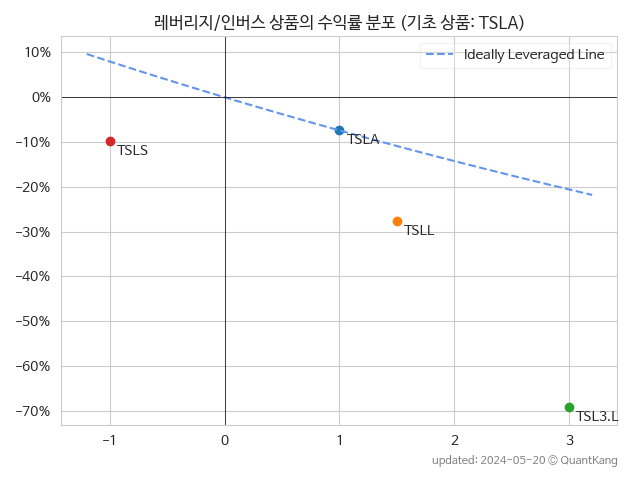 레버리지/인버스 상품의 수익률 분포 (기초 상품: TSLA)
Ideally Leveraged Line
10%
0%
−10%
−20%
−30%
−40%
−50%
−60%
−70%
TSLS
TSLA
TSLL
TSL3.L
−1
0
1
2
3
updated: 2024-05-20 ⓒ QuantKang